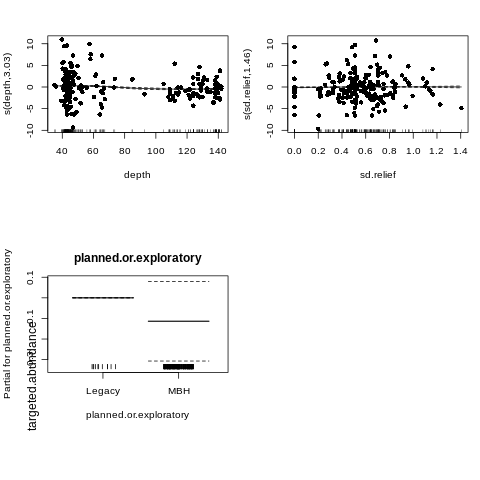 s(depth,3.03)
10
5
0
-5
-10
40
60
80
100
120
140
depth
s(sd.relief,1.46)
10
5
0
-5
-10
0.0
0.2
0.4
0.6
0.8
1.0
1.2
1.4
sd.relief
planned.or.exploratory
Partial for planned.or.exploratory
targeted.abundance
0.1
Legacy
MBH
planned.or.exploratory